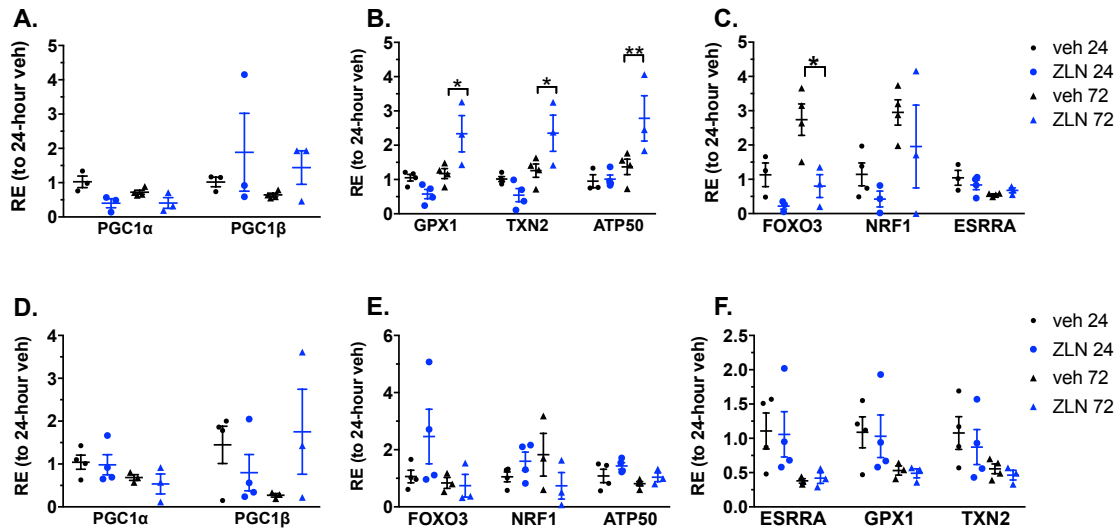 A.
RE (to 24-hour veh)
5
4
3
2
1
0
PGC1α
PGC1β
B.
RE (to 24-hour veh)
5
4
3
2
1
0
*
*
**
GPX1
TXN2
ATP50
C.
RE (to 24-hour veh)
5
4
3
2
1
0
*
FOXO3
NRF1
ESRRA
veh 24
ZLN 24
veh 72
ZLN 72
D.
RE (to 24-hour veh)
4
3
2
1
0
PGC1α
PGC1β
E.
RE (to 24-hour veh)
6
4
2
0
FOXO3
NRF1
ATP50
F.
RE (to 24-hour veh)
2.5
2.0
1.5
1.0
0.5
0.0
ESRRA
GPX1
TXN2
veh 24
ZLN 24
veh 72
ZLN 72